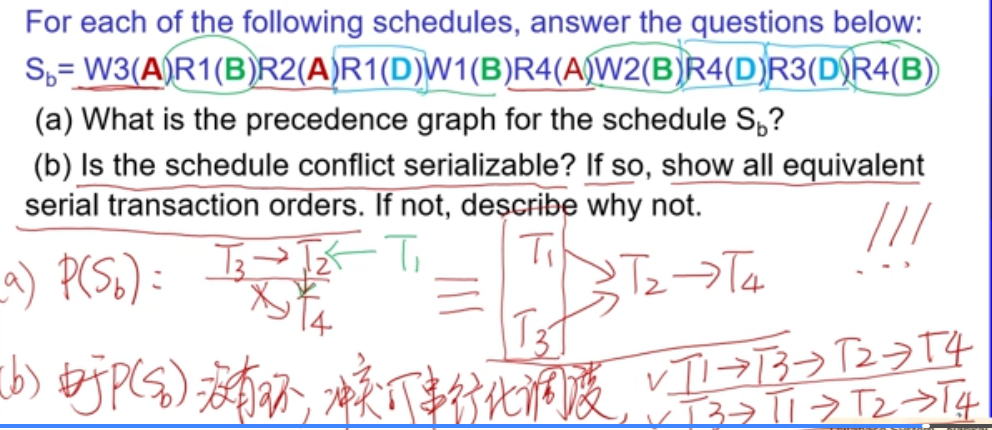 For each of the following schedules, answer the questions below:
Sb= W3(A)R1(B)R2(A)R1(D)W1(B)R4(A)W2(B)R4(D)R3(D)R4(B)
(a) What is the precedence graph for the schedule Sb?
(b) Is the schedule conflict serializable? If so, show all equivalent
serial transaction orders. If not, describe why not.
!!!
a) P(Sb): T3→T2←T1 ≡ T1 T2→T4
T4 T3
(b) 由于P(Sb)没有环, 冲突可串行化调度, √T1→T3→T2→T4
√T3→T1→T2→T4